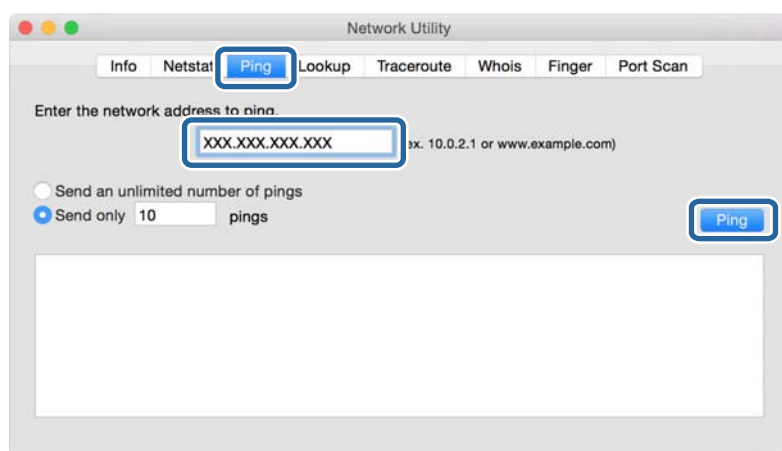 Network Utility
Info Netstat Ping Lookup Traceroute Whois Finger Port Scan
Enter the network address to ping.
XXX.XXX.XXX.XXX ex. 10.0.2.1 or www.example.com)
Send an unlimited number of pings
Send only 10 pings
Ping